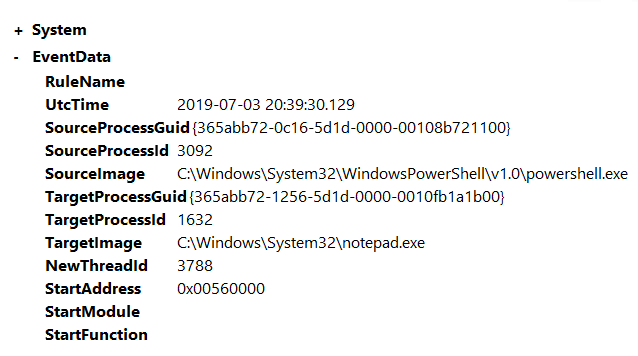 + System
- EventData
RuleName
UtcTime 2019-07-03 20:39:30.129
SourceProcessGuid {365abb72-0c16-5d1d-0000-00108b721100}
SourceProcessId 3092
SourceImage C:\Windows\System32\WindowsPowerShell\v1.0\powershell.exe
TargetProcessGuid {365abb72-1256-5d1d-0000-0010fb1a1b00}
TargetProcessId 1632
TargetImage C:\Windows\System32\notepad.exe
NewThreadId 3788
StartAddress 0x00560000
StartModule
StartFunction